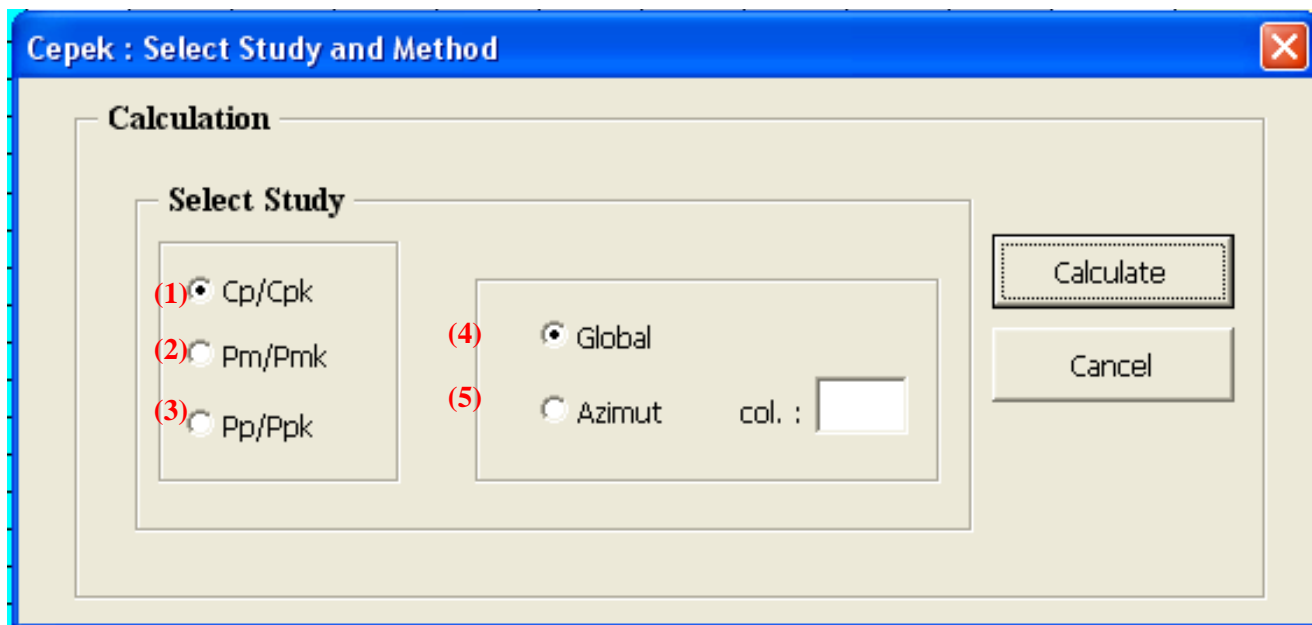 Cepek : Select Study and Method
Calculation
Select Study
(1) Cp/Cpk
(2) Pm/Pmk
(3) Pp/Ppk
(4) Global
(5) Azimut col. :
Calculate
Cancel